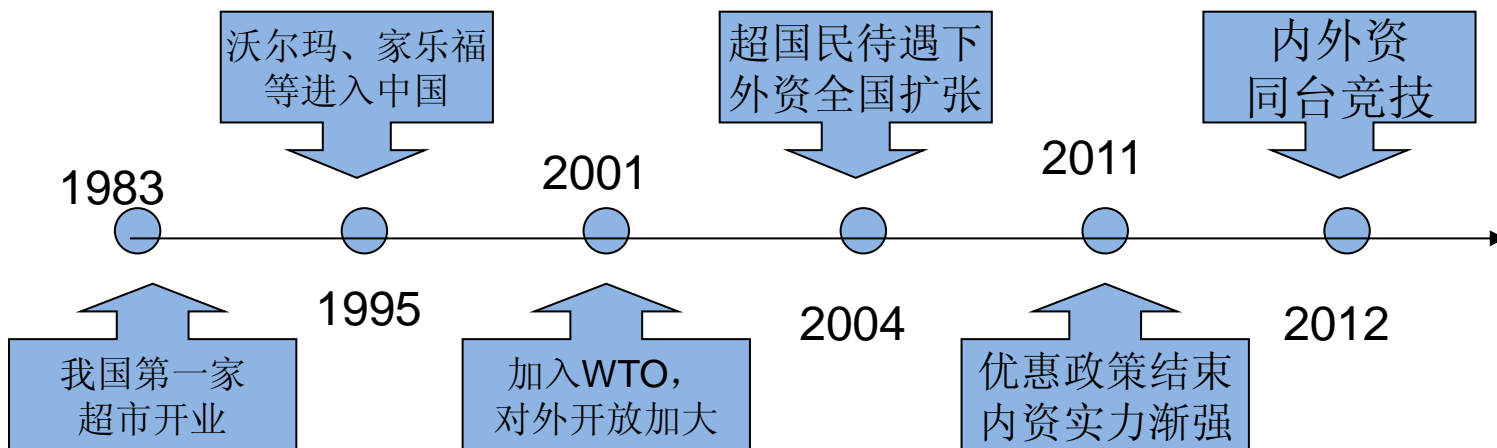 沃尔玛、家乐福
等进入中国
超国民待遇下
外资全国扩张
内外资
同台竞技
1983
2001
2011
1995
2004
2012
我国第一家
超市开业
加入WTO，
对外开放加大
优惠政策结束
内资实力渐强